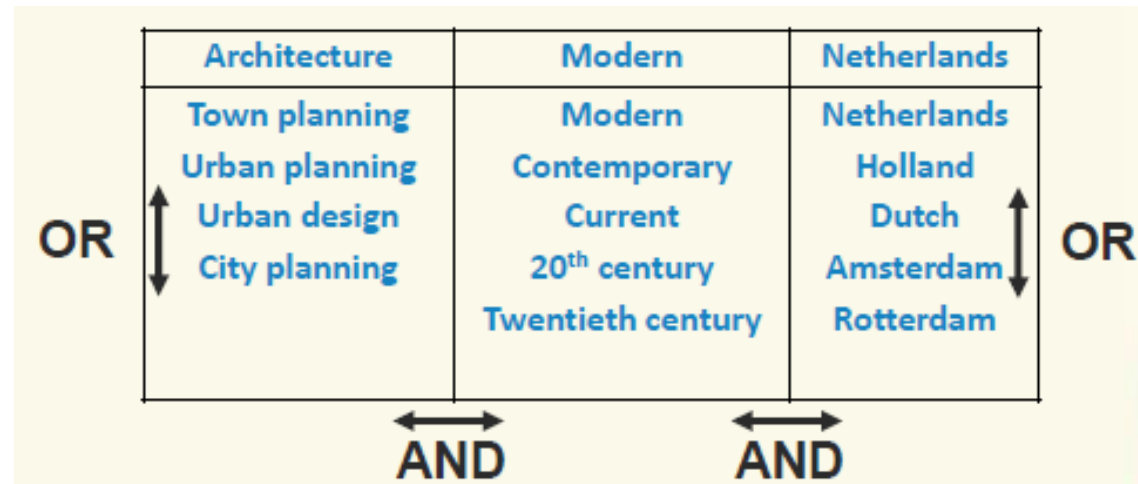 Architecture Modern Netherlands
Town planning Modern Netherlands
Urban planning Contemporary Holland
OR Urban design Current Dutch OR
City planning 20th century Amsterdam
Twentieth century Rotterdam
AND AND